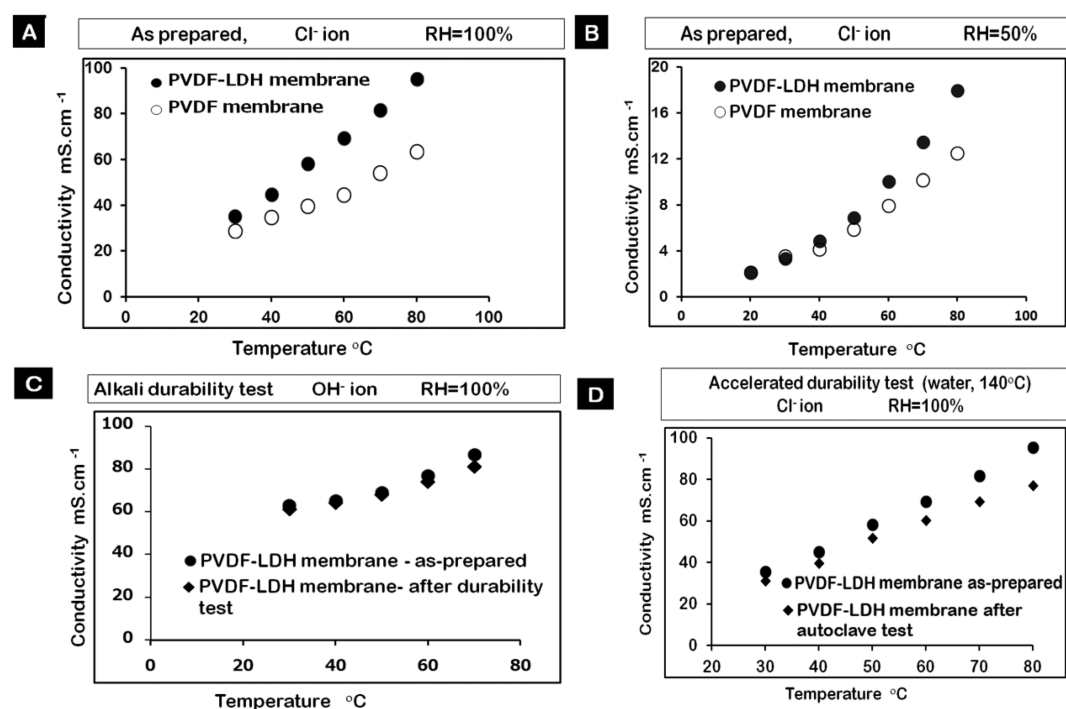 A
As prepared, Cl⁻ ion RH=100%
Conductivity mS.cm⁻¹
100
80
60
40
20
0
PVDF-LDH membrane
PVDF membrane
0 20 40 60 80 100
Temperature °C
B
As prepared, Cl⁻ ion RH=50%
Conductivity mS.cm⁻¹
20
16
12
8
4
0
PVDF-LDH membrane
PVDF membrane
0 20 40 60 80 100
Temperature °C
C
Alkali durability test OH⁻ ion RH=100%
Conductivity mS.cm⁻¹
100
80
60
40
20
0
PVDF-LDH membrane - as-prepared
PVDF-LDH membrane- after durability
test
0 20 40 60 80
Temperature °C
D
Accelerated durability test (water, 140°C)
Cl⁻ ion RH=100%
Conductivity mS.cm⁻¹
100
80
60
40
20
0
PVDF-LDH membrane as-prepared
PVDF-LDH membrane after
autoclave test
20 30 40 50 60 70 80
Temperature °C